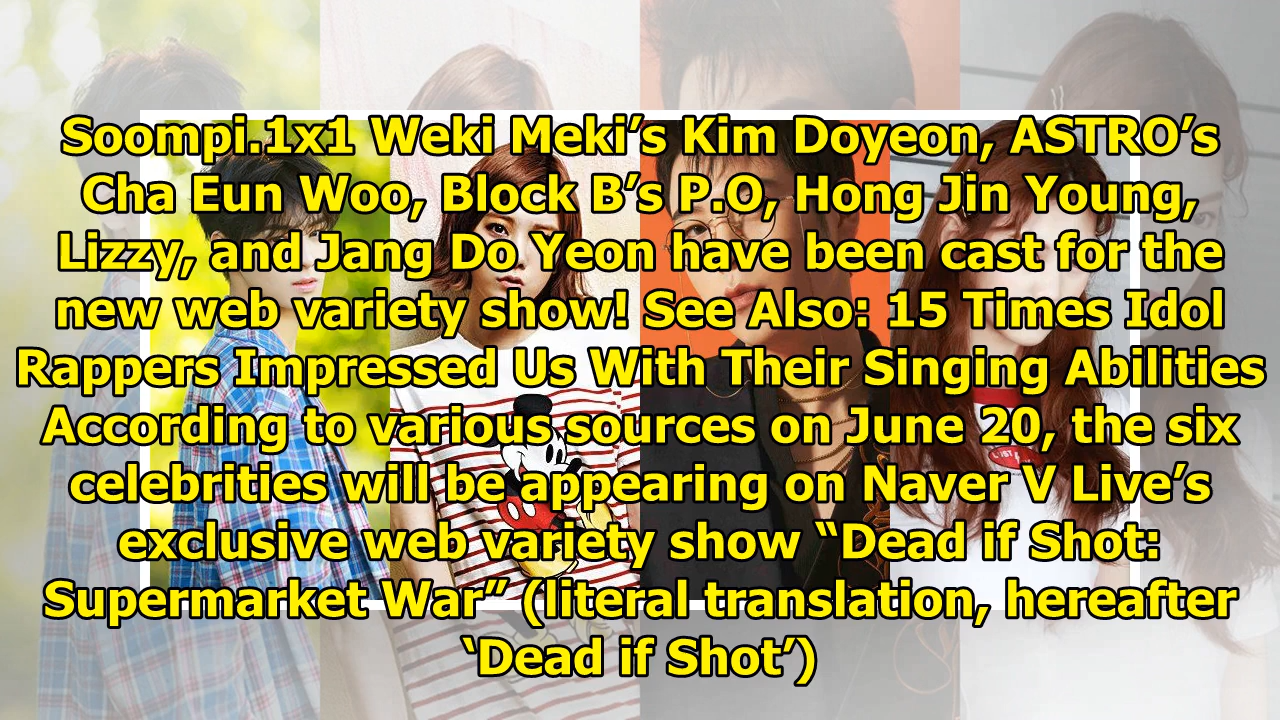 Soompi.1x1 Weki Meki’s Kim Doyeon, ASTRO’s
Cha Eun Woo, Block B’s P.O, Hong Jin Young,
Lizzy, and Jang Do Yeon have been cast for the
new web variety show! See Also: 15 Times Idol
Rappers Impressed Us With Their Singing Abilities
According to various sources on June 20, the six
celebrities will be appearing on Naver V Live’s
exclusive web variety show “Dead if Shot:
Supermarket War” (literal translation, hereafter
‘Dead if Shot’)